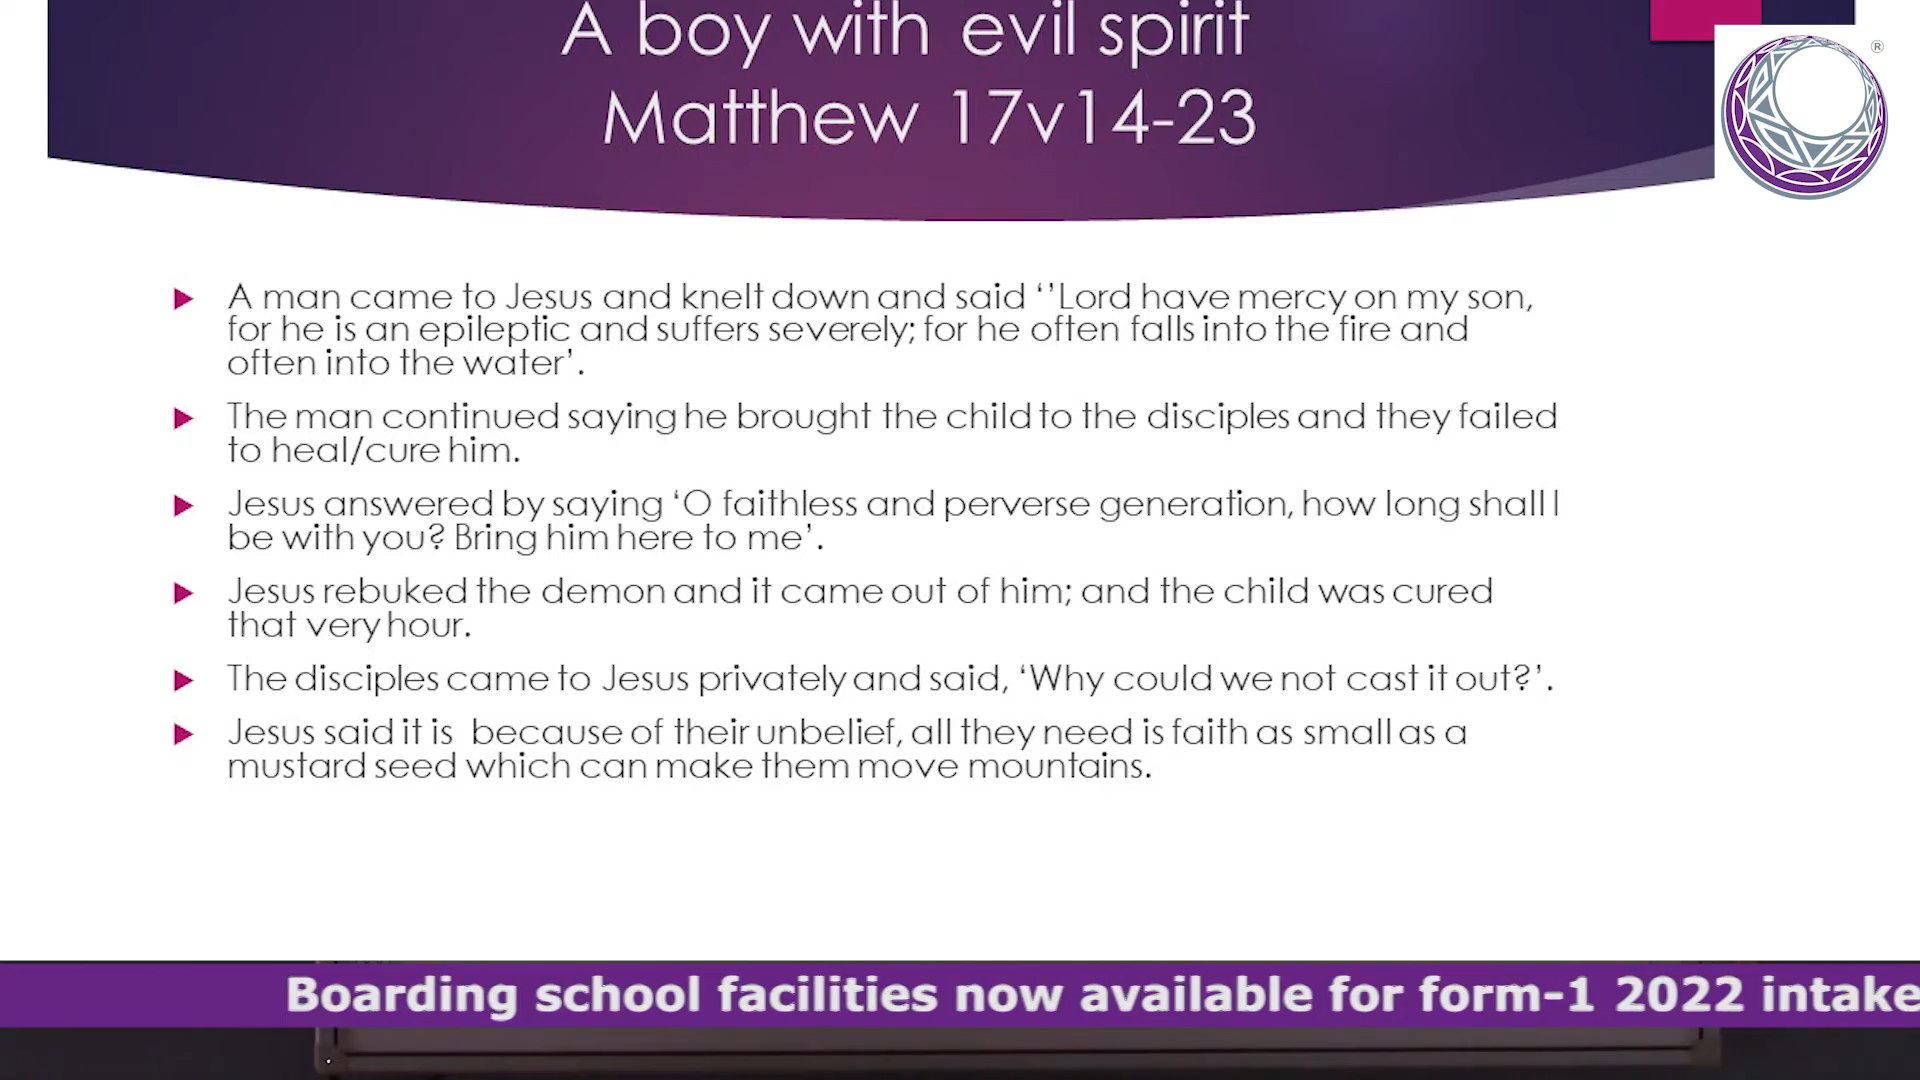 A boy with evil spirit
Matthew 17v14-23
®
A man came to Jesus and knelt down and said ‘’Lord have mercy on my son,
for he is an epileptic and suffers severely; for he often falls into the fire and
often into the water’.
The man continued saying he brought the child to the disciples and they failed
to heal/cure him.
Jesus answered by saying ‘O faithless and perverse generation, how long shall I
be with you? Bring him here to me’.
Jesus rebuked the demon and it came out of him; and the child was cured
that very hour.
The disciples came to Jesus privately and said, ‘Why could we not cast it out?’.
Jesus said it is because of their unbelief, all they need is faith as small as a
mustard seed which can make them move mountains.
Boarding school facilities now available for form-1 2022 intake